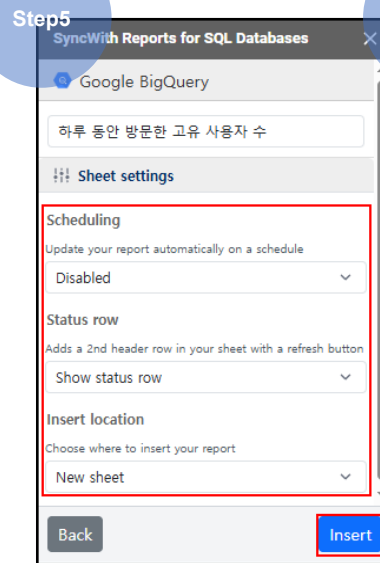 Step5
SyncWith Reports for SQL Databases
Google BigQuery
하루 동안 방문한 고유 사용자 수
Sheet settings
Scheduling
Update your report automatically on a schedule
Disabled
Status row
Adds a 2nd header row in your sheet with a refresh button
Show status row
Insert location
Choose where to insert your report
New sheet
Back
Insert